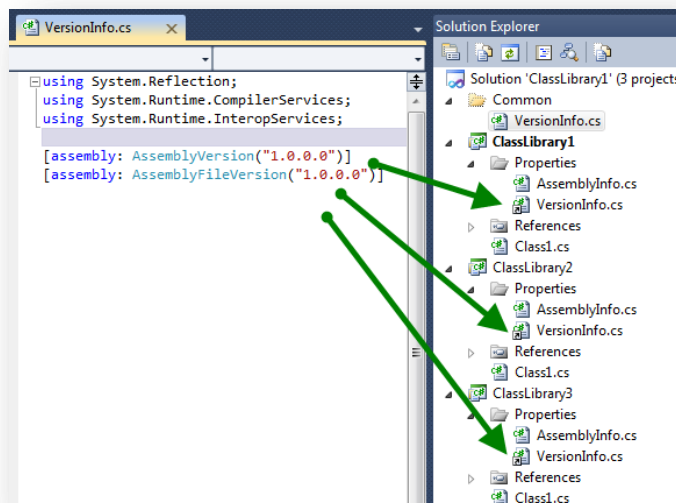 VersionInfo.cs
using System.Reflection;
using System.Runtime.CompilerServices;
using System.Runtime.InteropServices;
[assembly: AssemblyVersion("1.0.0.0")]
[assembly: AssemblyFileVersion("1.0.0.0")]
Solution Explorer
Solution 'ClassLibrary1' (3 projects
Common
VersionInfo.cs
ClassLibrary1
Properties
AssemblyInfo.cs
VersionInfo.cs
References
Class1.cs
ClassLibrary2
Properties
AssemblyInfo.cs
VersionInfo.cs
References
Class1.cs
ClassLibrary3
Properties
AssemblyInfo.cs
VersionInfo.cs
References
Class1.cs